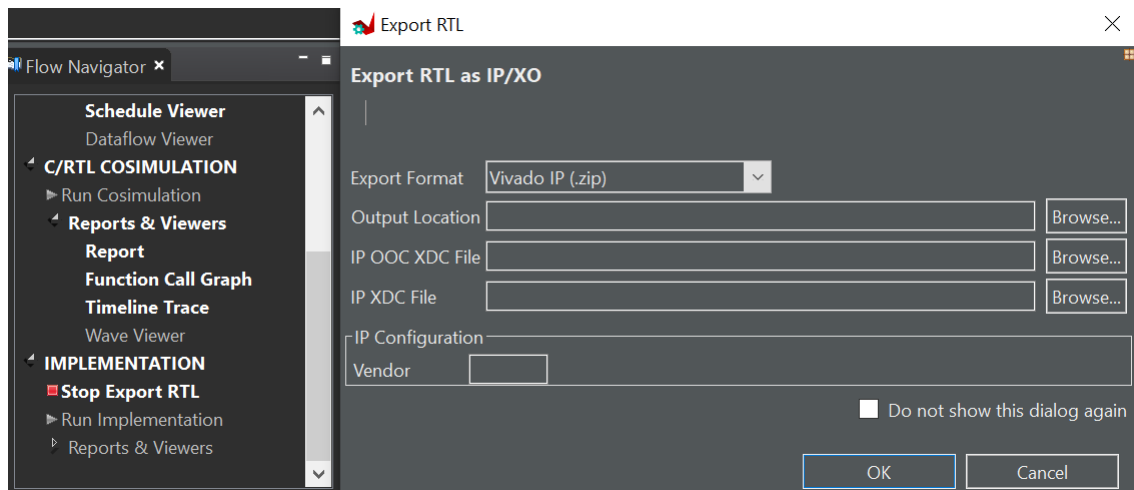 Flow Navigator
Schedule Viewer
Dataflow Viewer
C/RTL COSIMULATION
Run Cosimulation
Reports & Viewers
Report
Function Call Graph
Timeline Trace
Wave Viewer
IMPLEMENTATION
Stop Export RTL
Run Implementation
Reports & Viewers
Export RTL
Export RTL as IP/XO
Export Format Vivado IP (.zip)
Output Location Browse...
IP OOC XDC File Browse...
IP XDC File Browse...
IP Configuration
Vendor
Do not show this dialog again
OK Cancel